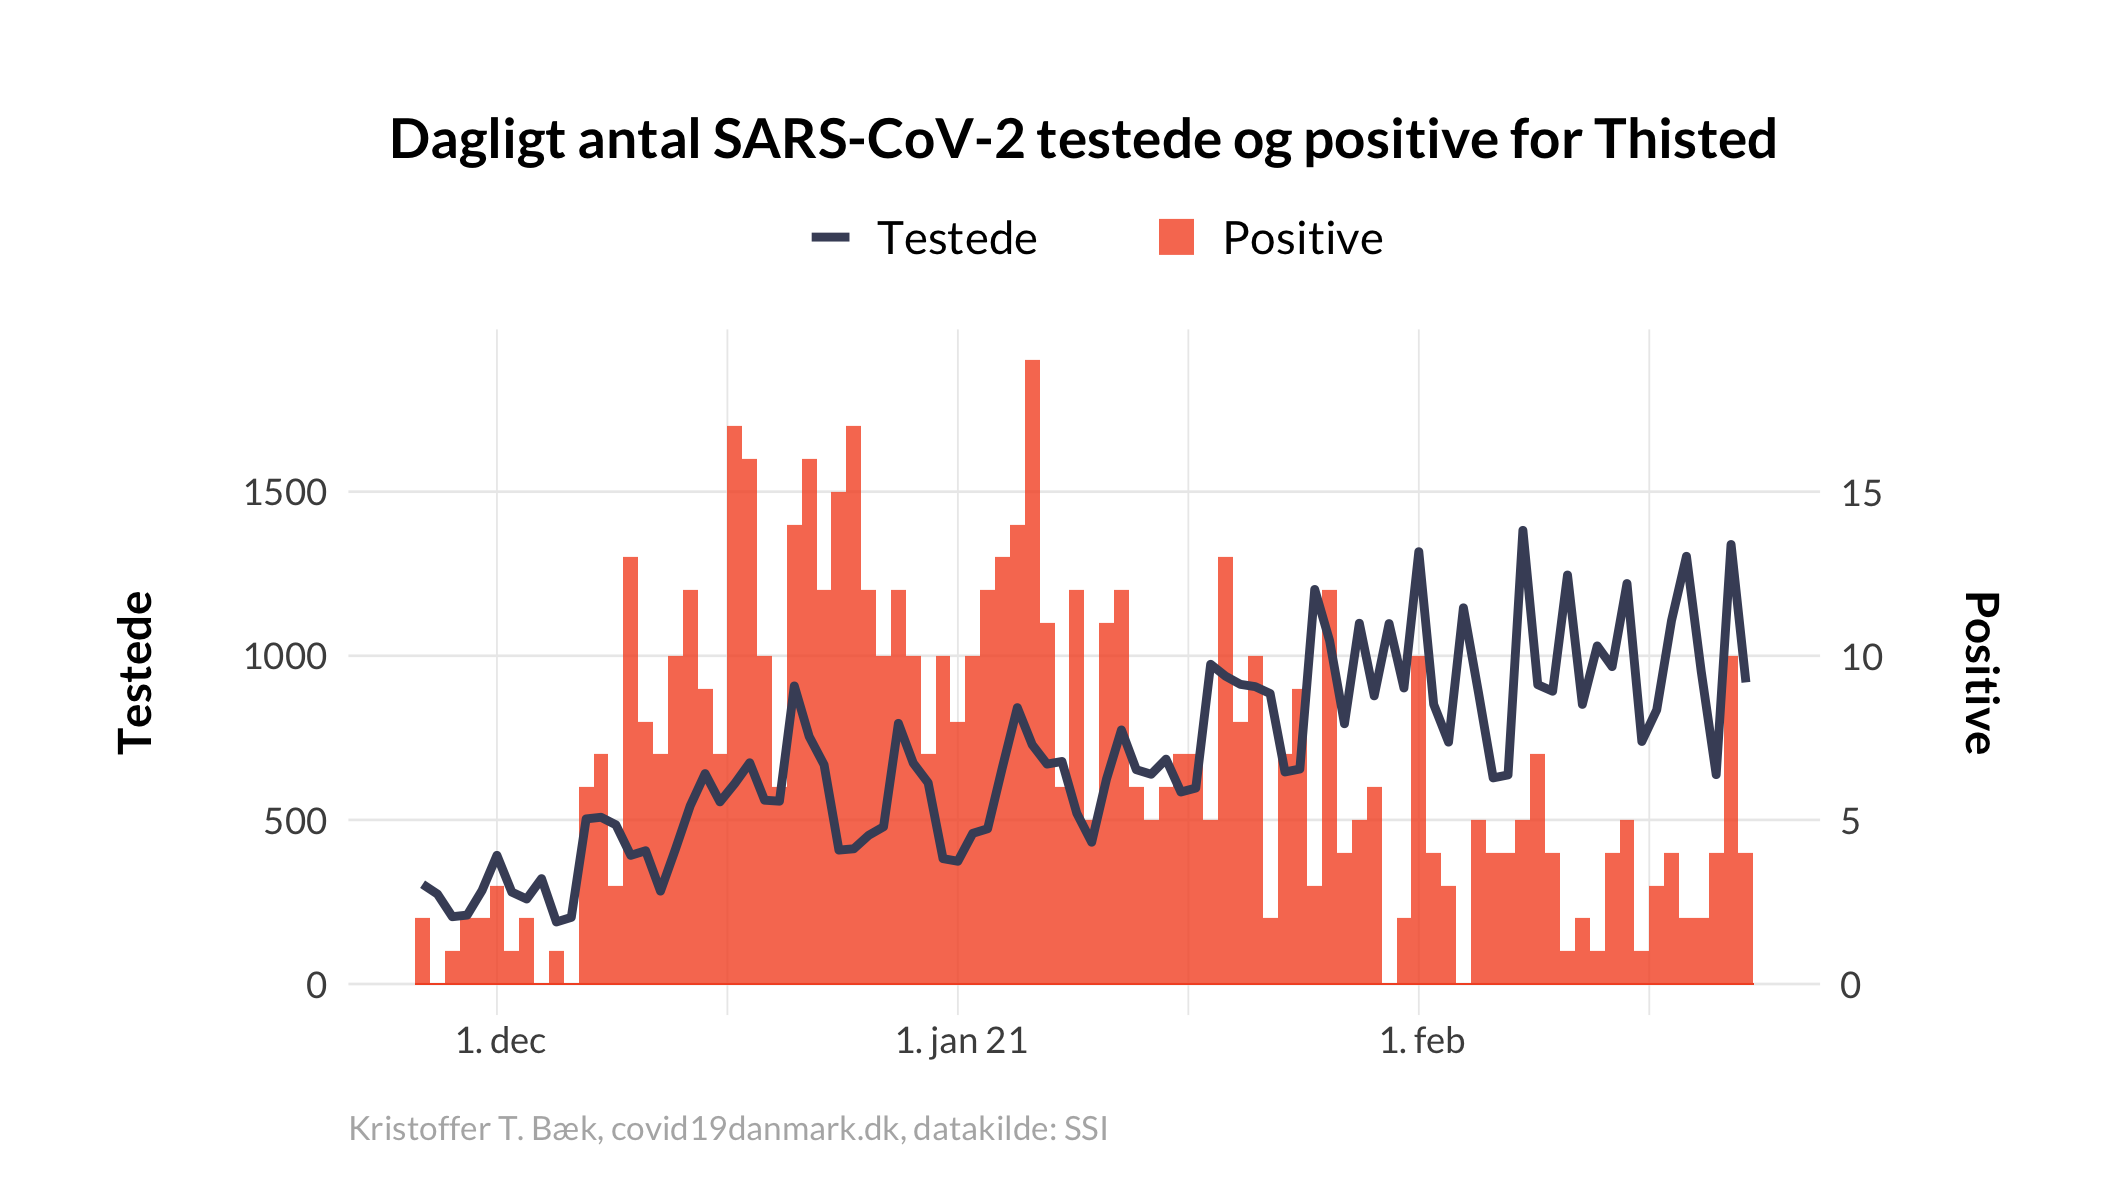 Dagligt antal SARS-CoV-2 testede og positive for Thisted
Testede
Positive
1500
1000
500
0
Testede
15
10
5
0
Positive
1. dec
1. jan 21
1. feb
Kristoffer T. Bæk, covid19danmark.dk, datakilde: SSI